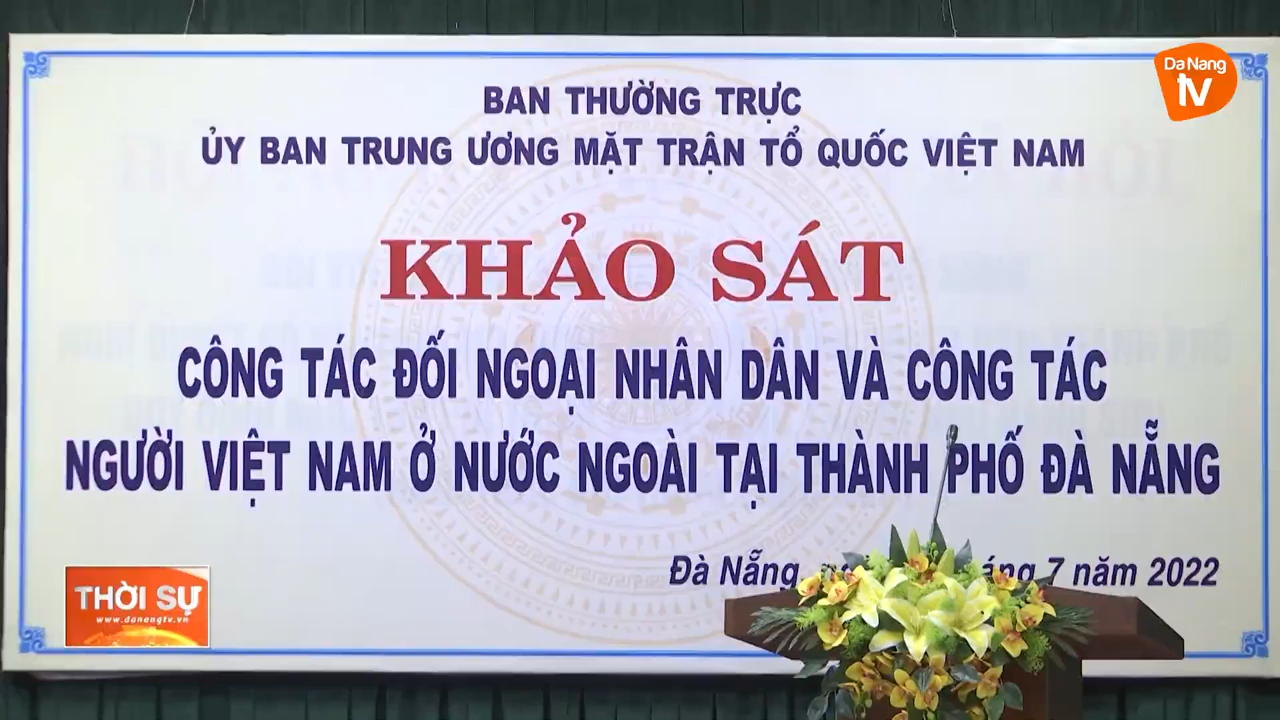 Da Nang
tv
BAN THƯỜNG TRỰC
ỦY BAN TRUNG ƯƠNG MẶT TRẬN TỔ QUỐC VIỆT NAM
KHẢO SÁT
CÔNG TÁC ĐỐI NGOẠI NHÂN DÂN VÀ CÔNG TÁC
NGƯỜI VIỆT NAM Ở NƯỚC NGOÀI TẠI THÀNH PHỐ ĐÀ NẴNG
Đà Nẵng, 7 năm 2022
THỜI SỰ
www.danangtv.vn